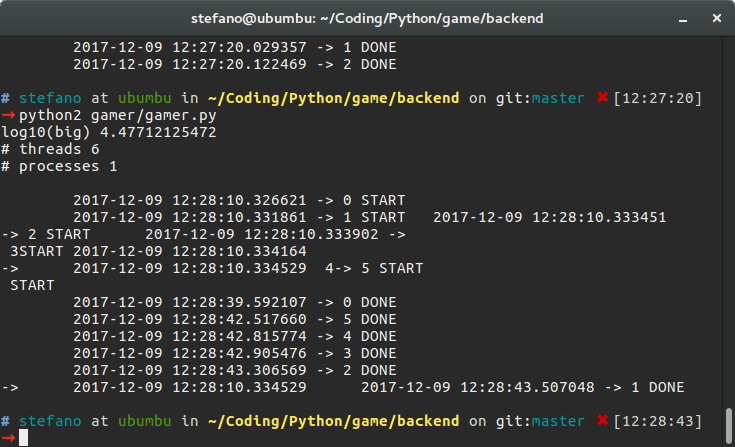 stefano@ubumbu: ~/Coding/Python/game/backend
2017-12-09 12:27:20.029357 -> 1 DONE
2017-12-09 12:27:20.122469 -> 2 DONE
# stefano at ubumbu in ~/Coding/Python/game/backend on git:master ✖ [12:27:20]
→ python2 gamer/gamer.py
log10(big) 4.47712125472
# threads 6
# processes 1
2017-12-09 12:28:10.326621 -> 0 START
2017-12-09 12:28:10.331861 -> 1 START 2017-12-09 12:28:10.333451
-> 2 START 2017-12-09 12:28:10.333902 ->
3START 2017-12-09 12:28:10.334164
-> 2017-12-09 12:28:10.334529 4-> 5 START
START
2017-12-09 12:28:39.592107 -> 0 DONE
2017-12-09 12:28:42.517660 -> 5 DONE
2017-12-09 12:28:42.815774 -> 4 DONE
2017-12-09 12:28:42.905476 -> 3 DONE
2017-12-09 12:28:43.306569 -> 2 DONE
-> 2017-12-09 12:28:10.334529 2017-12-09 12:28:43.507048 -> 1 DONE
# stefano at ubumbu in ~/Coding/Python/game/backend on git:master ✖ [12:28:43]
→